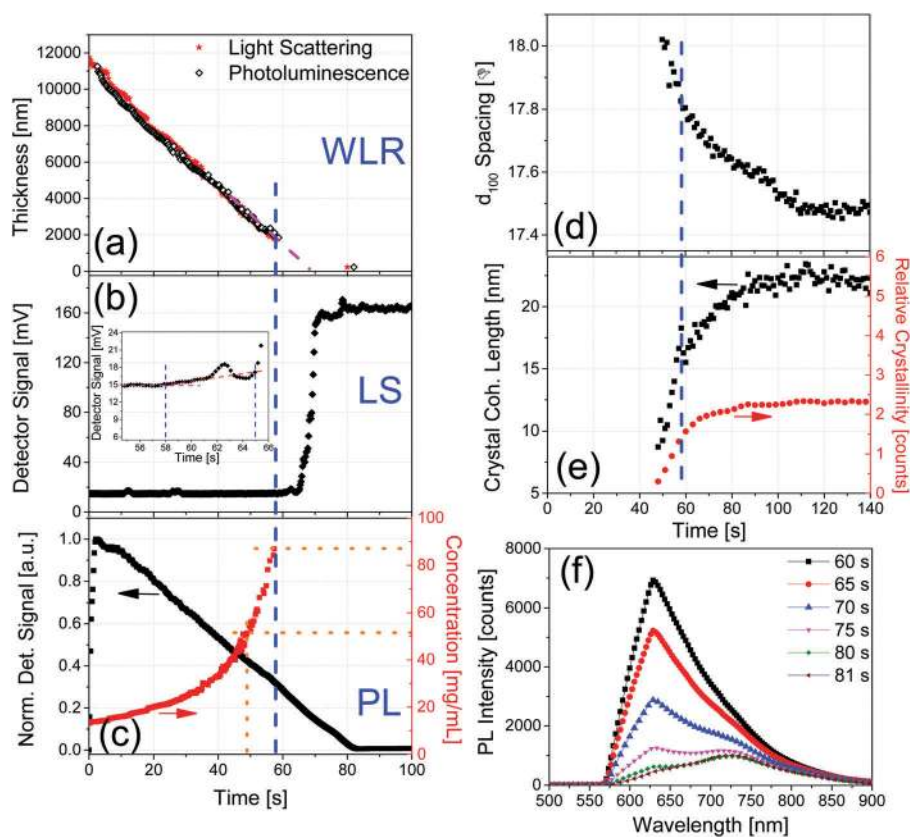 Light Scattering
Photoluminescence
WLR
(a)
Thickness [nm]
12000
10000
8000
6000
4000
2000
0
(b)
LS
Detector Signal [mV]
160
120
80
40
0
Detector Signal [mV]
24
21
18
15
12
9
6
56 58 60 62 64 66
Time [s]
(c)
PL
Norm. Det. Signal [a.u.]
1.0
0.8
0.6
0.4
0.2
0.0
Concentration [mg/mL]
100
80
60
40
20
0
0 20 40 60 80 100
Time [s]
(d)
d100 Spacing [
18.0
17.8
17.6
17.4
(e)
Crystal Coh. Length [nm]
20
15
10
5
Relative Crystallinity [counts]
6
5
4
3
2
1
0
0 20 40 60 80 100 120 140
Time [s]
(f)
60 s
65 s
70 s
75 s
80 s
81 s
PL Intensity [counts]
8000
6000
4000
2000
0
500 550 600 650 700 750 800 850 900
Wavelength [nm]